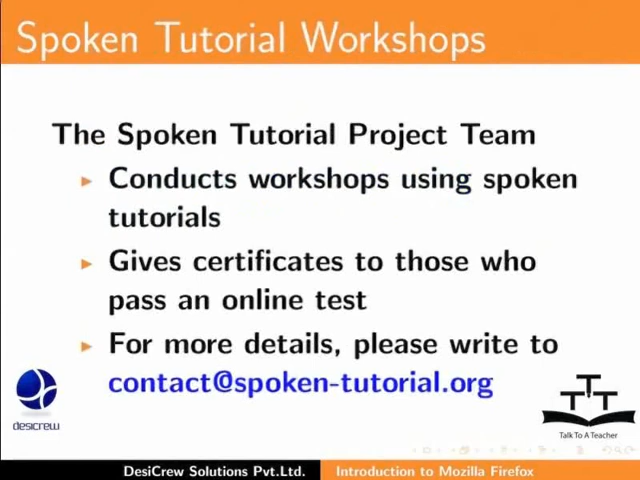 Spoken Tutorial Workshops
The Spoken Tutorial Project Team
Conducts workshops using spoken
tutorials
Gives certificates to those who
pass an online test
For more details, please write to
contact@spoken-tutorial.org
desicrew
TTT
Talk To A Teacher
DesiCrew Solutions Pvt.Ltd. Introduction to Mozilla Firefox